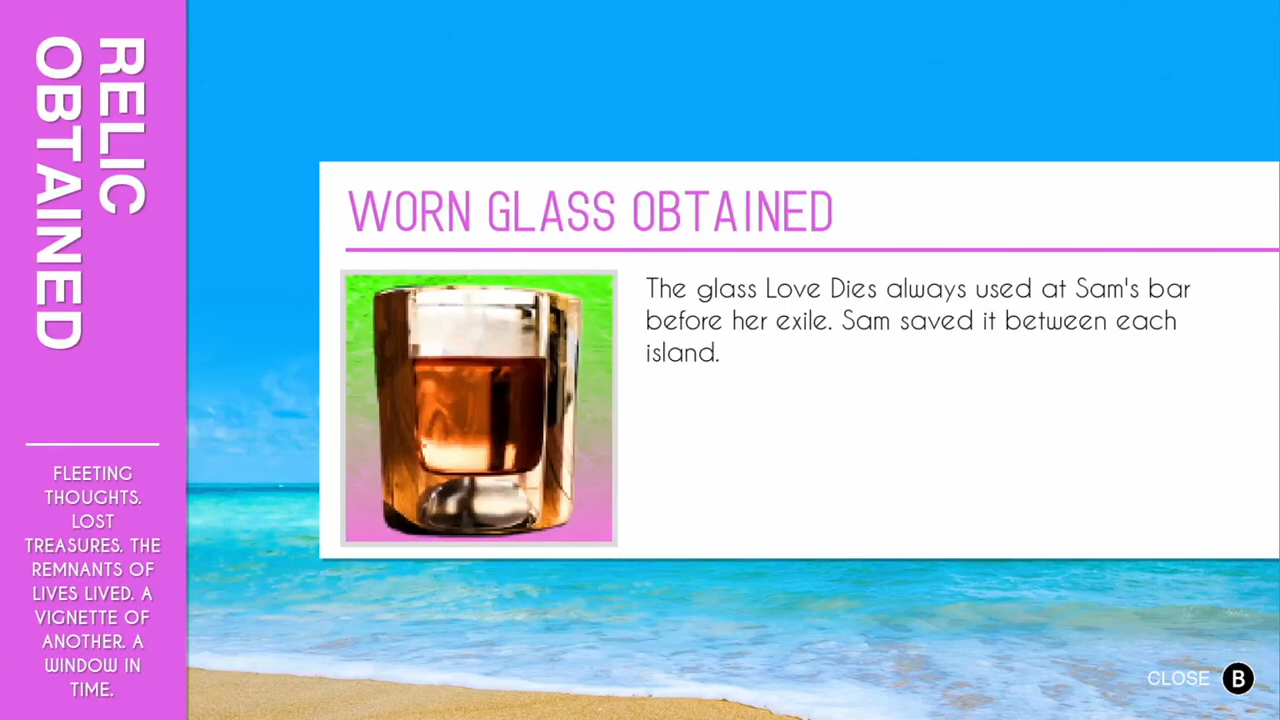 RELIC
OBTAINED
FLEETING
THOUGHTS.
LOST
TREASURES. THE
REMNANTS OF
LIVES LIVED. A
VIGNETTE OF
ANOTHER. A
WINDOW IN
TIME.
WORN GLASS OBTAINED
The glass Love Dies always used at Sam's bar
before her exile. Sam saved it between each
island.
CLOSE B